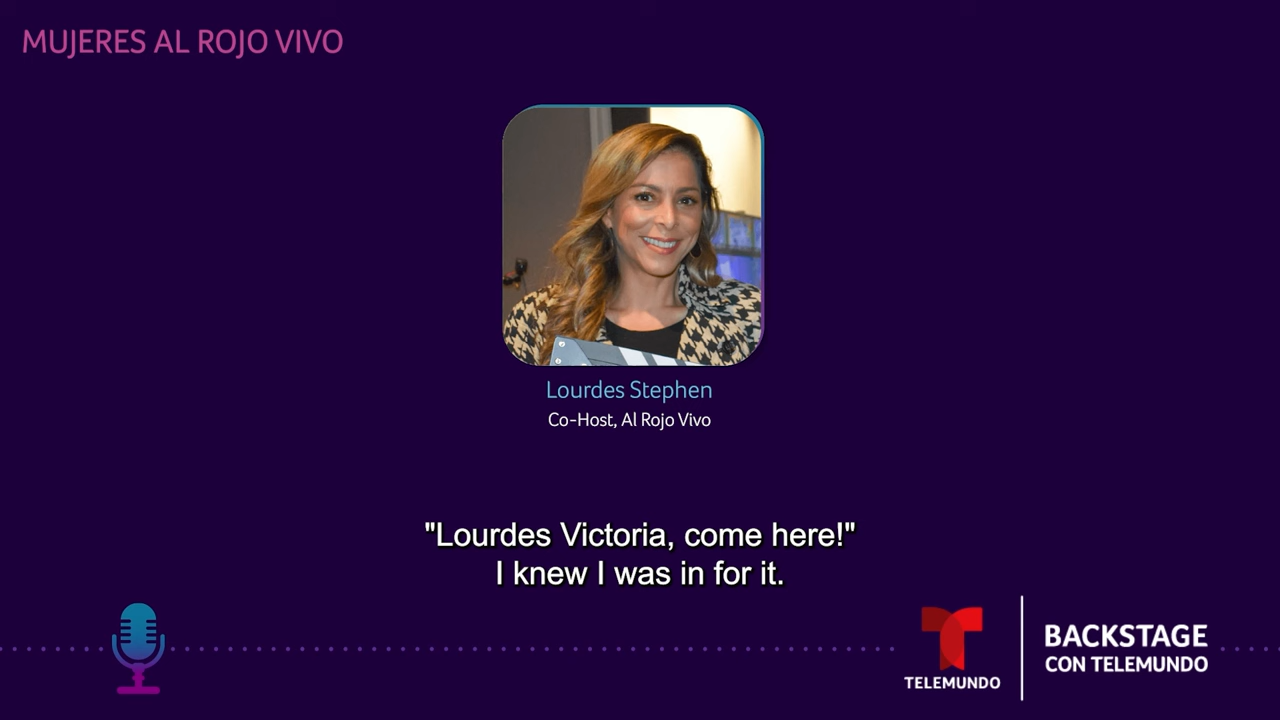 MUJERES AL ROJO VIVO
Lourdes Stephen
Co-Host, Al Rojo Vivo
"Lourdes Victoria, come here!"
I knew I was in for it.
TELEMUNDO
BACKSTAGE
CON TELEMUNDO